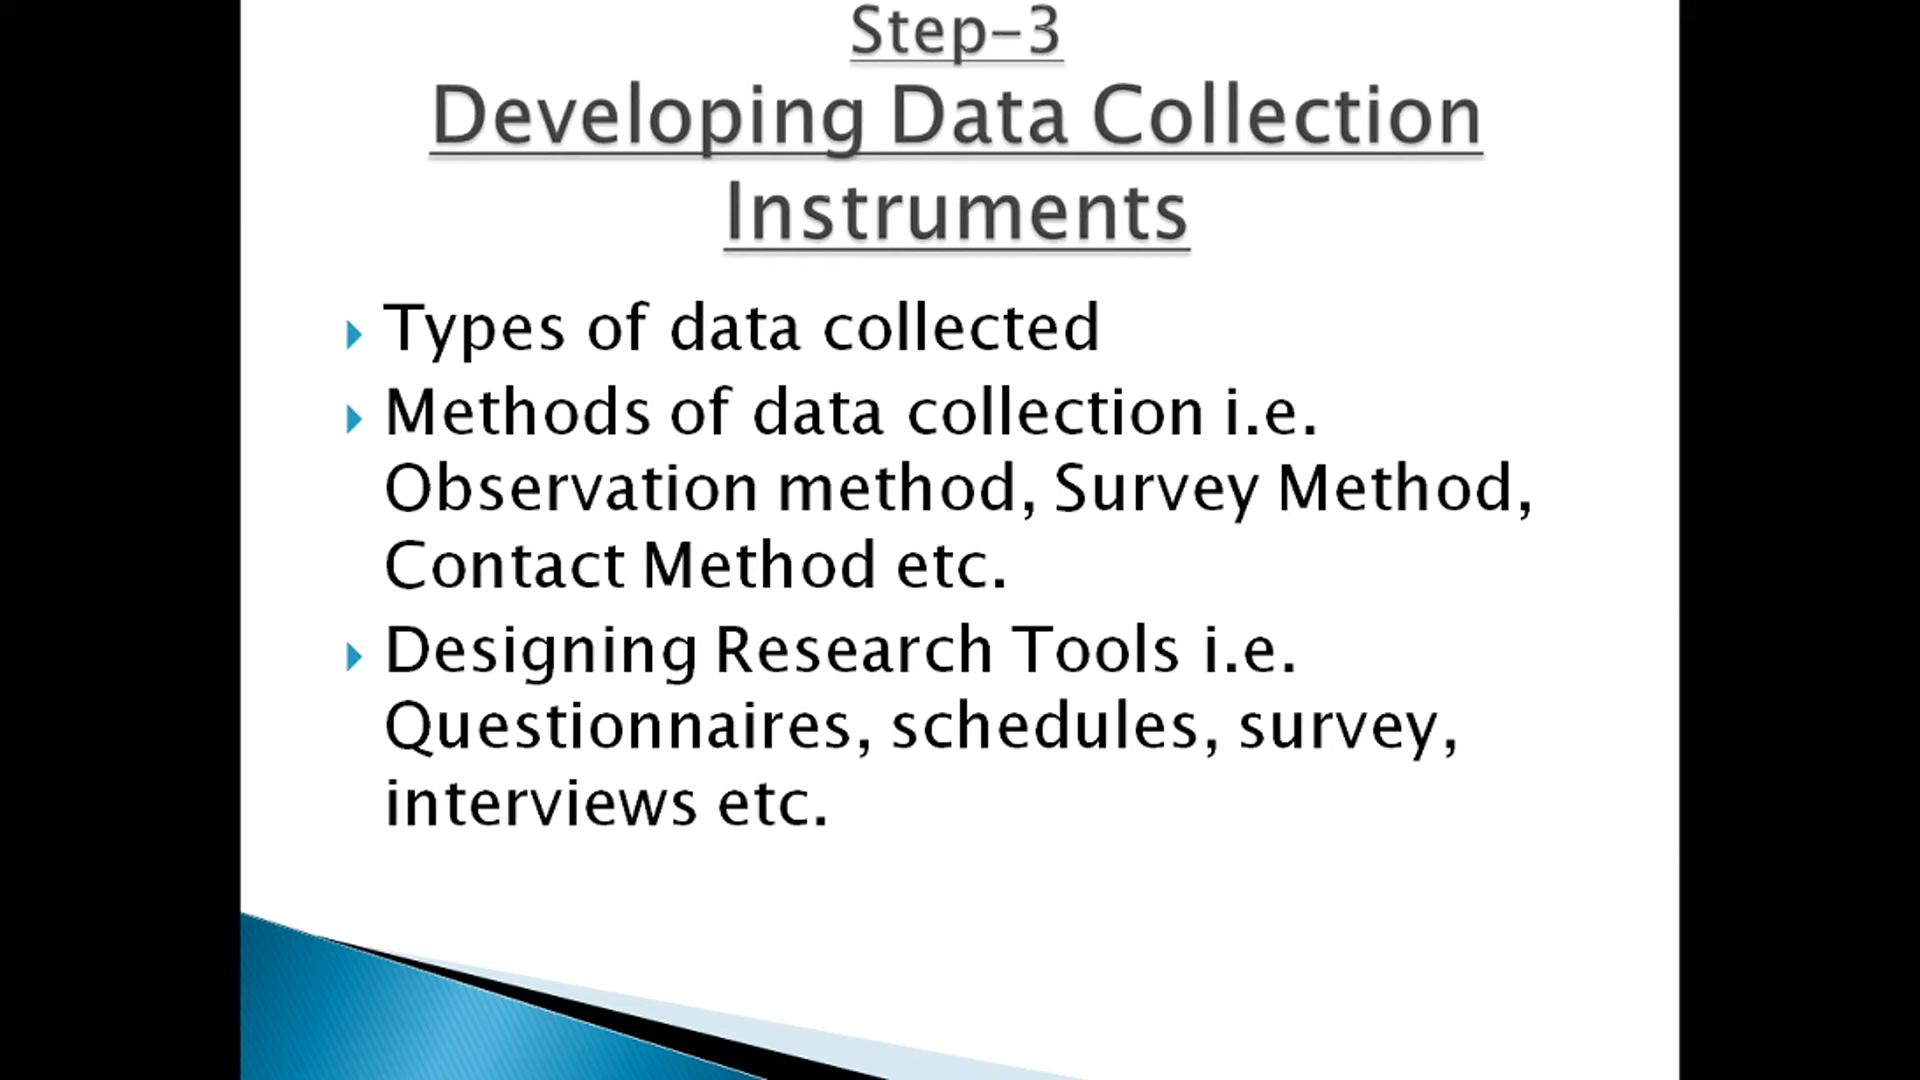 Step-3
Developing Data Collection
Instruments
Types of data collected
Methods of data collection i.e.
Observation method, Survey Method,
Contact Method etc.
Designing Research Tools i.e.
Questionnaires, schedules, survey,
interviews etc.